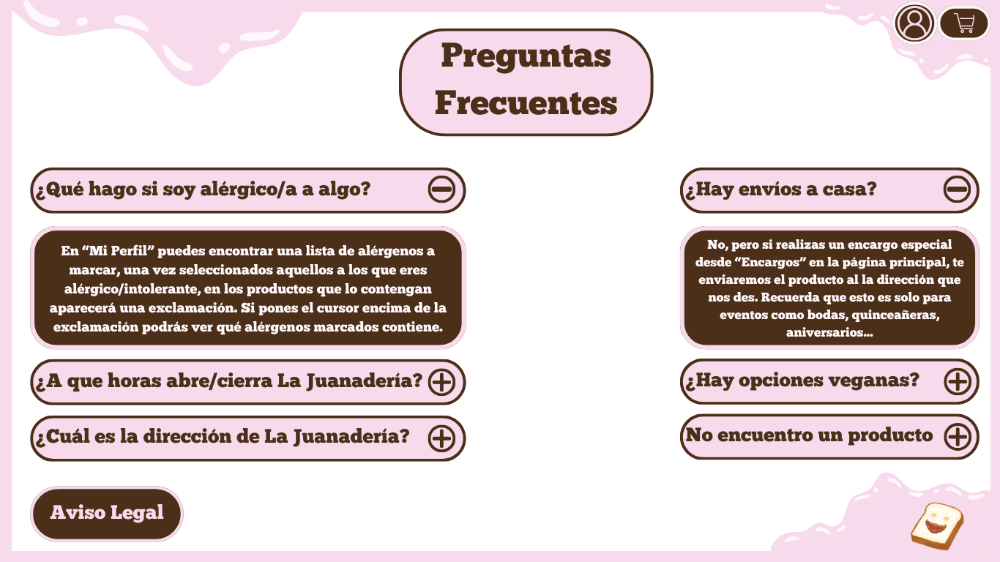 Preguntas
Frecuentes
¿Qué hago si soy alérgico/a a algo?
En “Mi Perfil” puedes encontrar una lista de alérgenos a
marcar, una vez seleccionados aquellos a los que eres
alérgico/intolerante, en los productos que lo contengan
aparecerá una exclamación. Si pones el cursor encima de la
exclamación podrás ver qué alérgenos marcados contiene.
¿A que horas abre/cierra La Juanadería?
¿Cuál es la dirección de La Juanadería?
¿Hay envíos a casa?
No, pero si realizas un encargo especial
desde “Encargos” en la página principal, te
enviaremos el producto al la dirección que
nos des. Recuerda que esto es solo para
eventos como bodas, quinceañeras,
aniversarios...
¿Hay opciones veganas?
No encuentro un producto
Aviso Legal